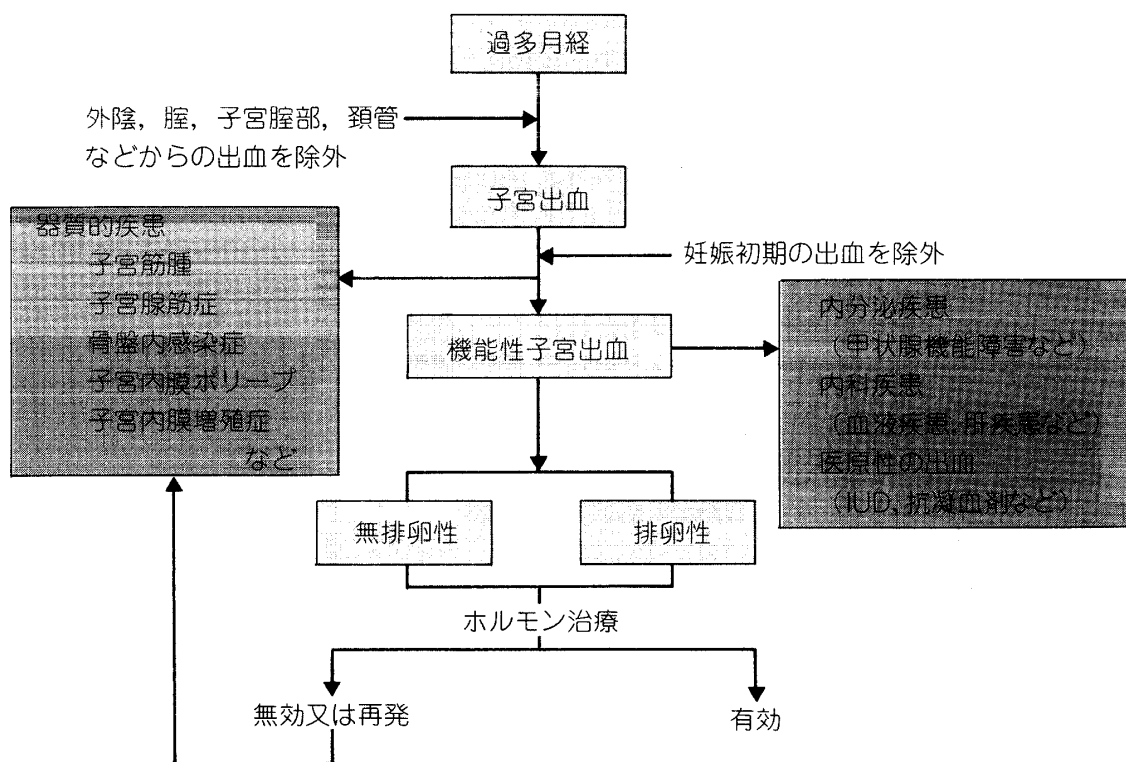 過多月経
外陰，腟，子宮腟部，頚管
などからの出血を除外
子宮出血
妊娠初期の出血を除外
器質的疾患
子宮筋腫
子宮腺筋症
骨盤内感染症
子宮内膜ポリープ
子宮内膜増殖症
など
機能性子宮出血
内分泌疾患
（甲状腺機能障害など）
内科疾患
（血液疾患，肝疾患など）
医原性の出血
（IUD，抗凝血剤など）
無排卵性
排卵性
ホルモン治療
無効又は再発
有効